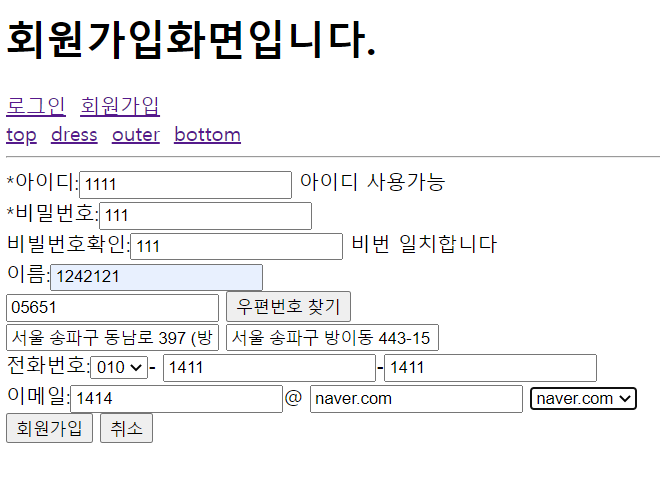 회원가입화면입니다.
로그인 회원가입
top dress outer bottom
*아이디: 1111 아이디 사용가능
*비밀번호: 111
비빌번호확인: 111 비번 일치합니다
이름: 1242121
05651 우편번호 찾기
서울 송파구 동남로 397 (방 서울 송파구 방이동 443-15
전화번호: 010 - 1411 - 1411
이메일: 1414 @ naver.com naver.com
회원가입 취소